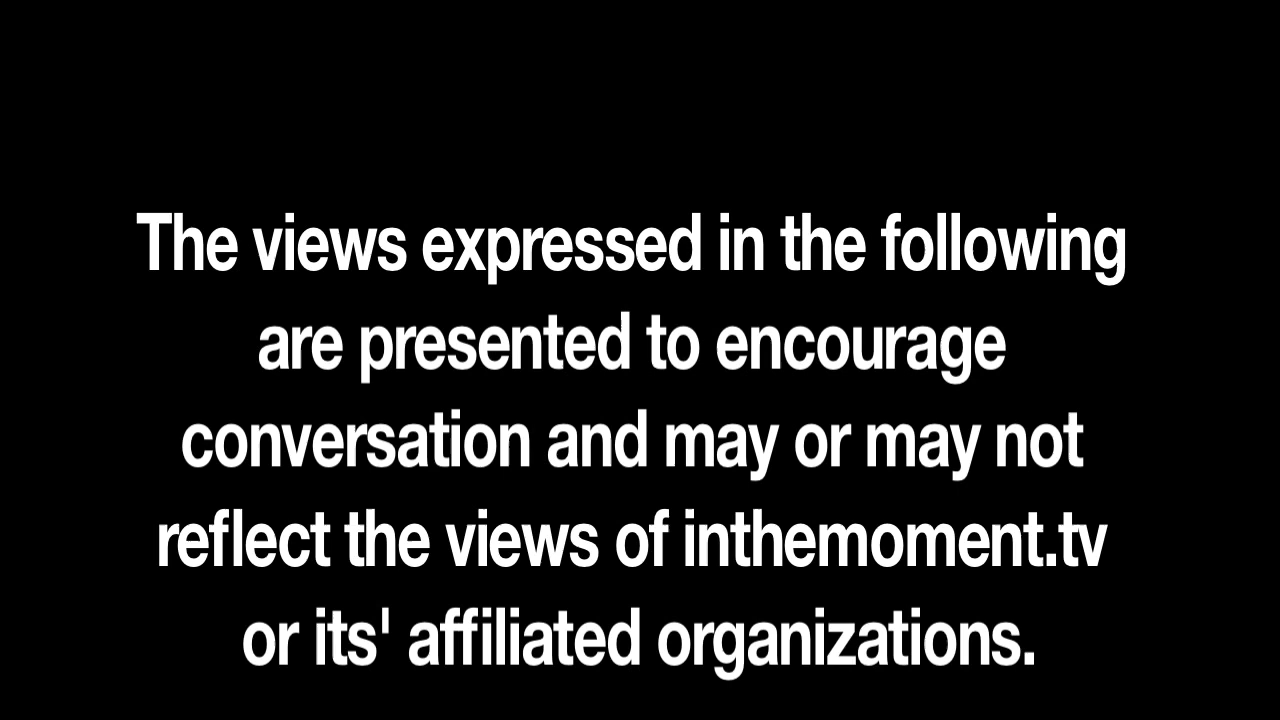 The views expressed in the following
are presented to encourage
conversation and may or may not
reflect the views of inthemoment.tv
or its' affiliated organizations.